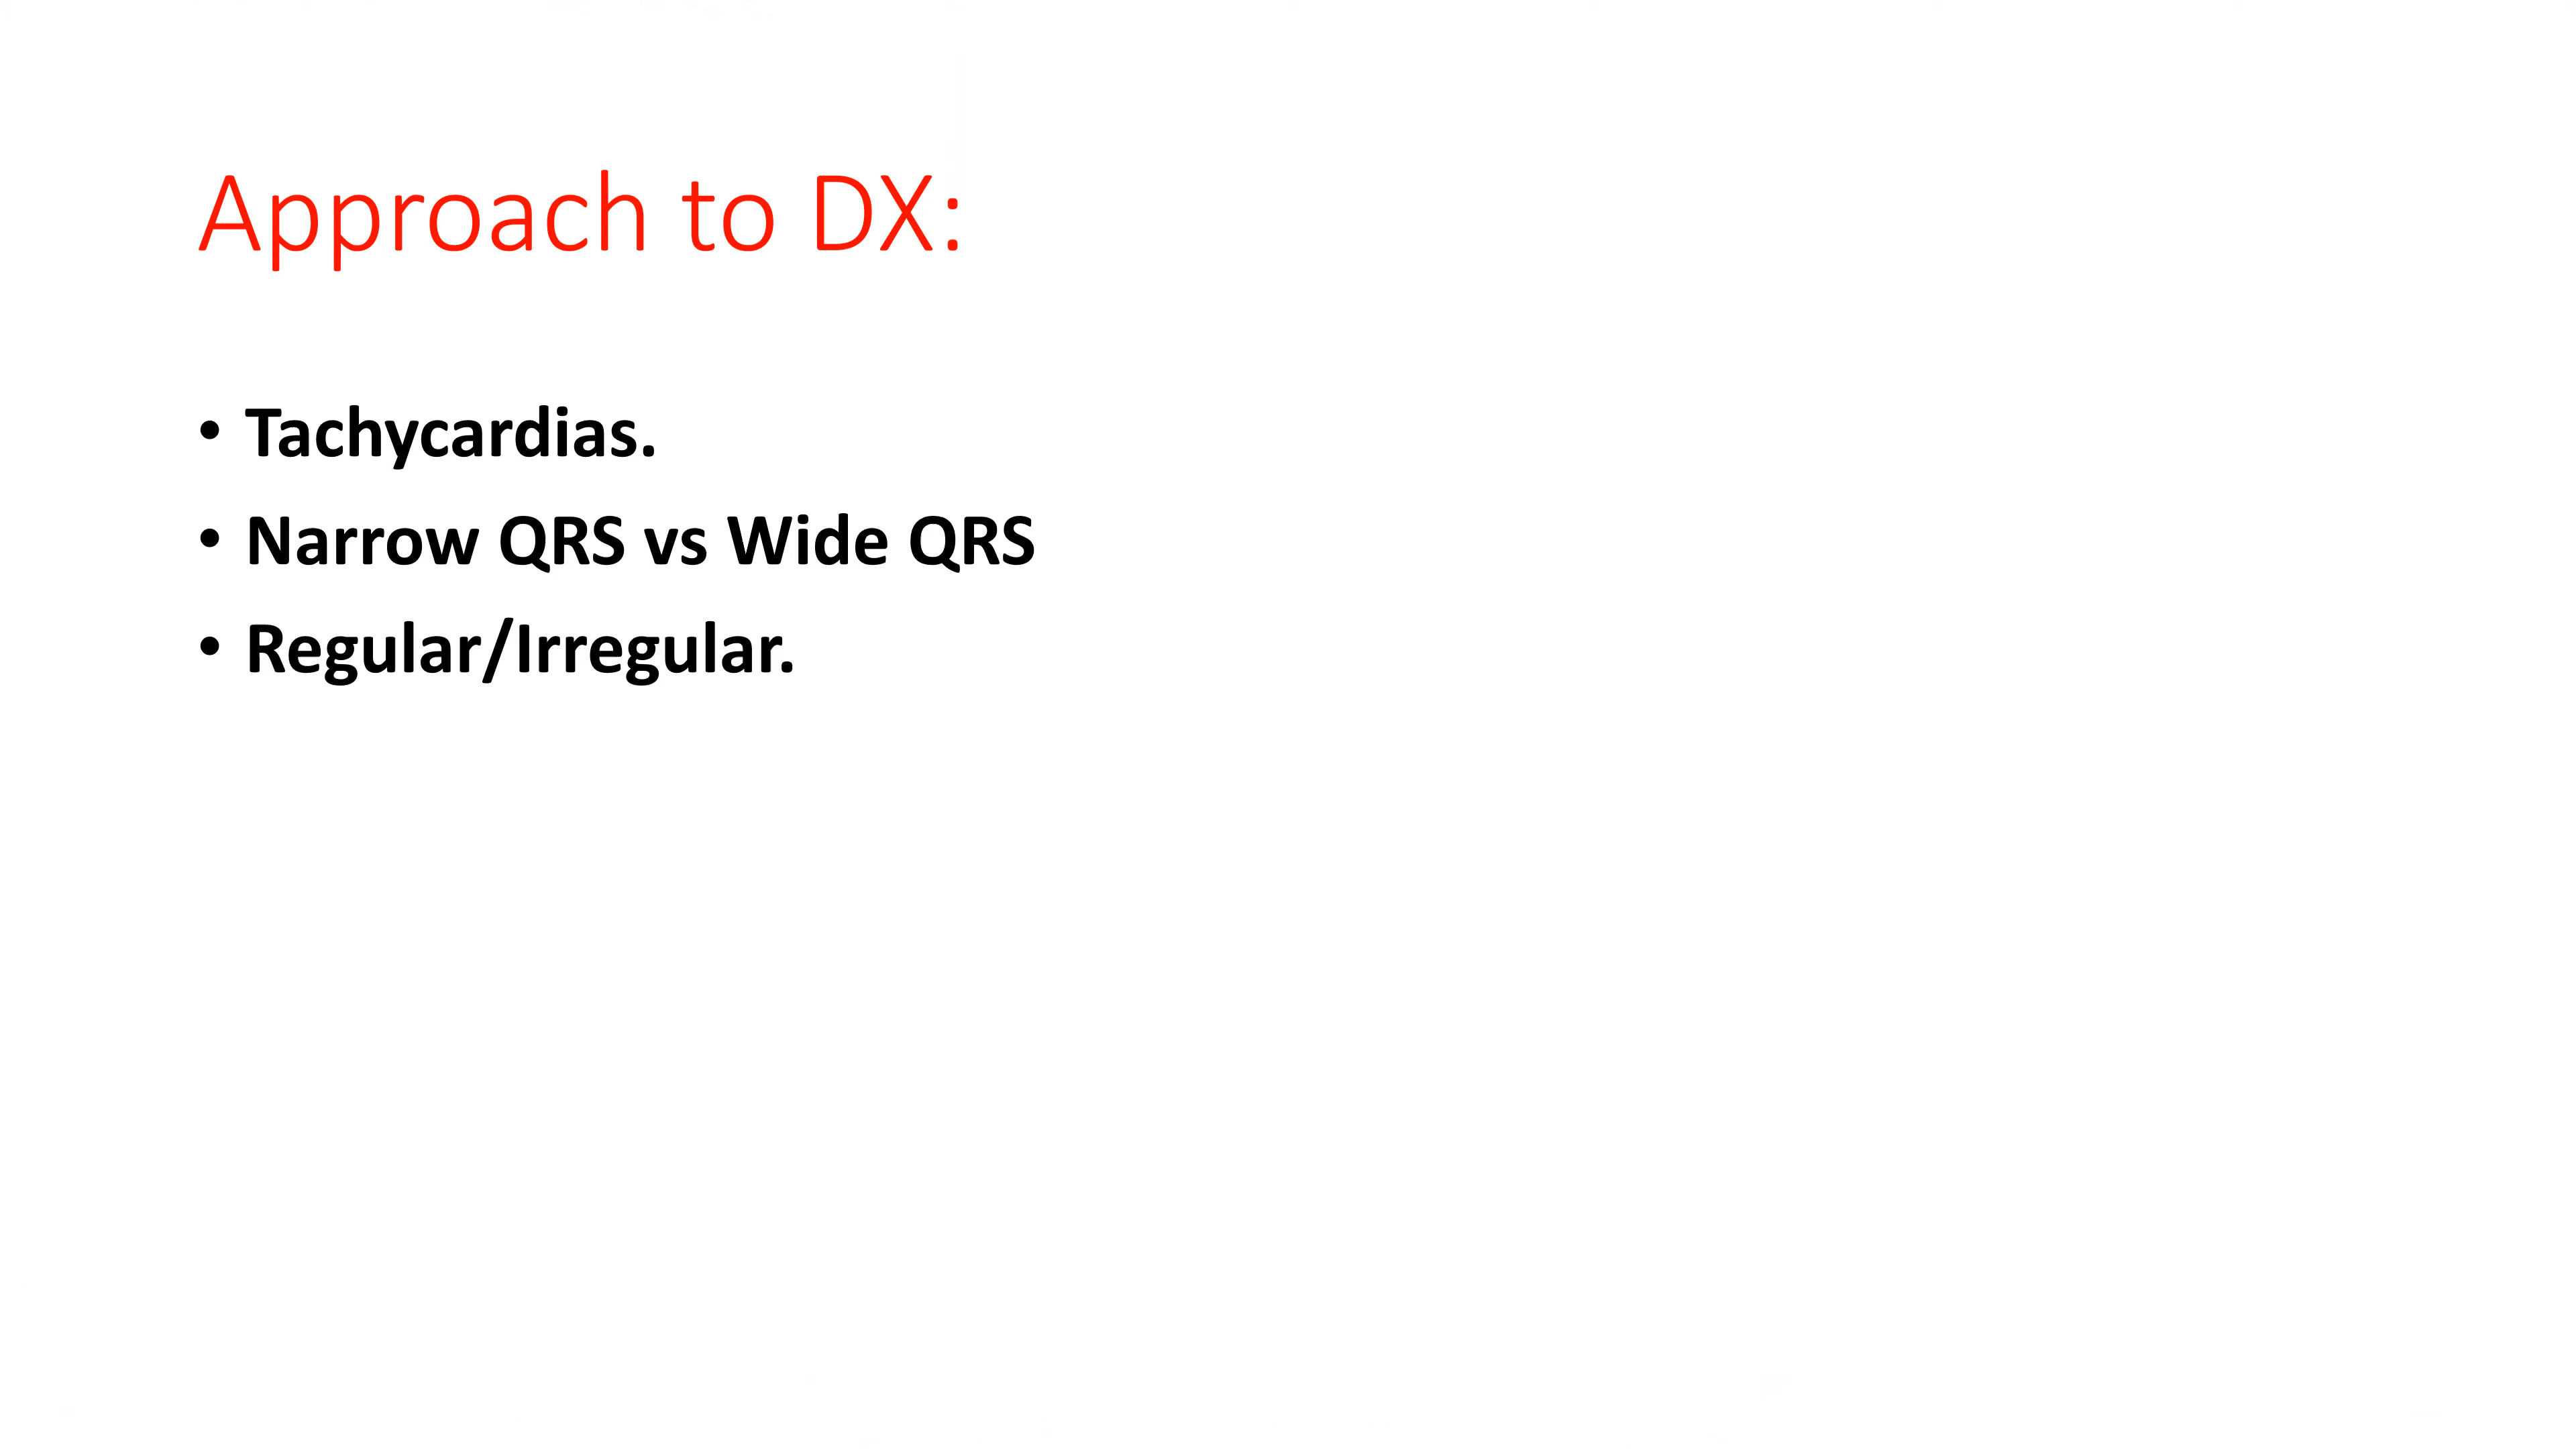 Approach to DX:
• Tachycardias.
• Narrow QRS vs Wide QRS
• Regular/Irregular.